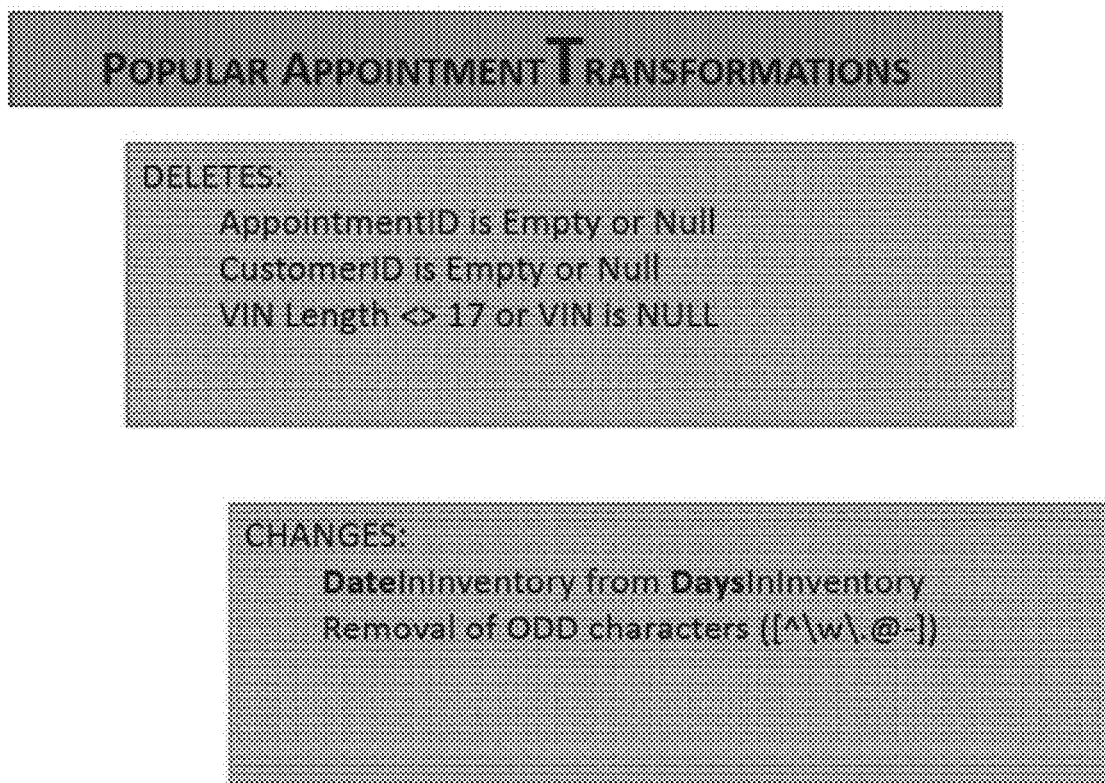 POPULAR APPOINTMENT TRANSFORMATIONS
DELETES:
AppointmentID is Empty or Null
CustomerID is Empty or Null
VIN Length <> 17 or VIN is NULL
CHANGES:
DateinInventory from DaysinInventory
Removal of ODD characters ([^\w\.@-])